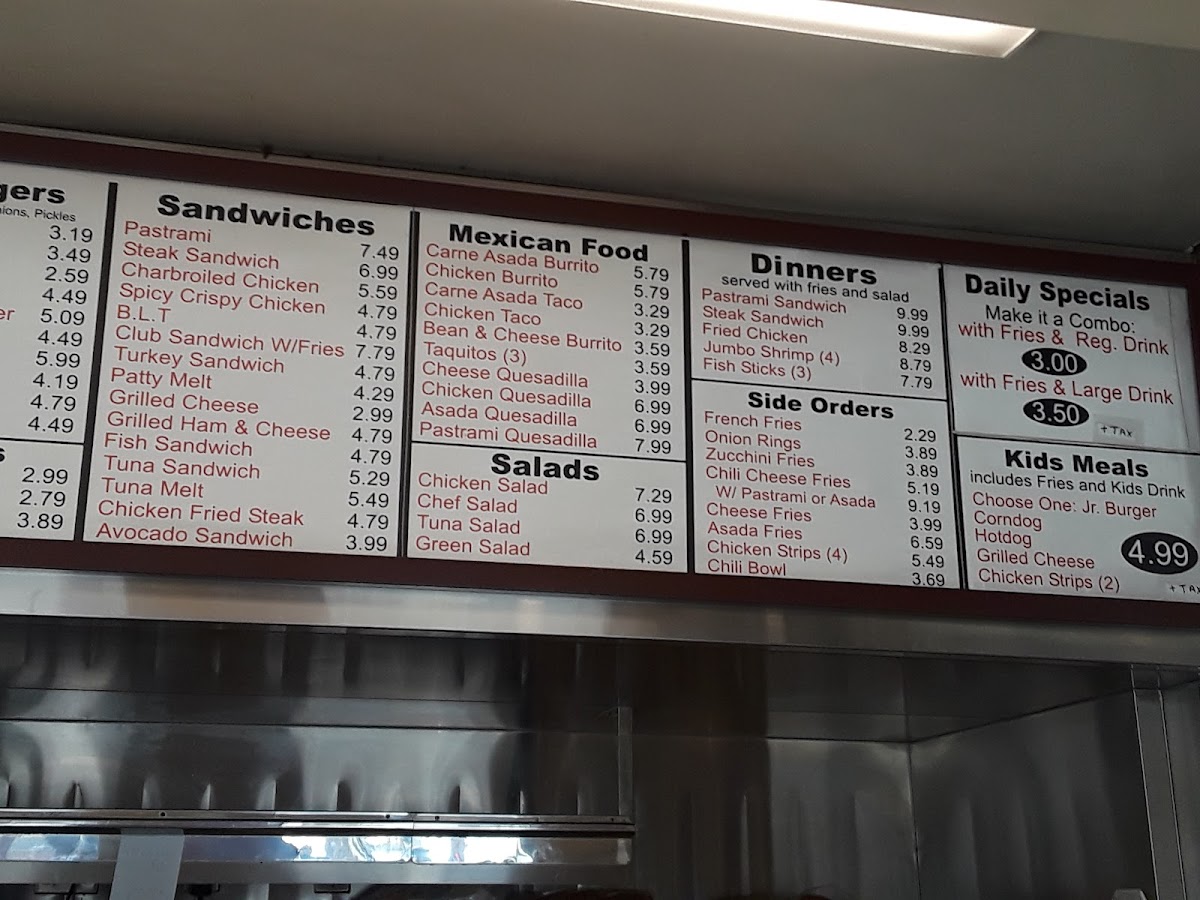 gers
ions, Pickles
3.19
3.49
2.59
4.49
er 5.09
4.49
5.99
4.19
4.79
4.49
s
2.99
2.79
3.89
Sandwiches
Pastrami 7.49
Steak Sandwich 6.99
Charbroiled Chicken 5.59
Spicy Crispy Chicken 4.79
B.L.T 4.79
Club Sandwich W/Fries 7.79
Turkey Sandwich 4.79
Patty Melt 4.29
Grilled Cheese 2.99
Grilled Ham & Cheese 4.79
Fish Sandwich 4.79
Tuna Sandwich 5.29
Tuna Melt 5.49
Chicken Fried Steak 4.79
Avocado Sandwich 3.99
Mexican Food
Carne Asada Burrito 5.79
Chicken Burrito 5.79
Carne Asada Taco 3.29
Chicken Taco 3.29
Bean & Cheese Burrito 3.59
Taquitos (3) 3.59
Cheese Quesadilla 3.99
Chicken Quesadilla 6.99
Asada Quesadilla 6.99
Pastrami Quesadilla 7.99
Salads
Chicken Salad 7.29
Chef Salad 6.99
Tuna Salad 6.99
Green Salad 4.59
Dinners
served with fries and salad
Pastrami Sandwich 9.99
Steak Sandwich 9.99
Fried Chicken 8.29
Jumbo Shrimp (4) 8.79
Fish Sticks (3) 7.79
Side Orders
French Fries 2.29
Onion Rings 3.89
Zucchini Fries 3.89
Chili Cheese Fries 5.19
W/ Pastrami or Asada 9.19
Cheese Fries 3.99
Asada Fries 6.59
Chicken Strips (4) 5.49
Chili Bowl 3.69
Daily Specials
Make it a Combo:
with Fries & Reg. Drink
3.00
with Fries & Large Drink
3.50
+ TAX
Kids Meals
includes Fries and Kids Drink
Choose One: Jr. Burger
Corndog
Hotdog
Grilled Cheese
Chicken Strips (2)
4.99
+ TAX